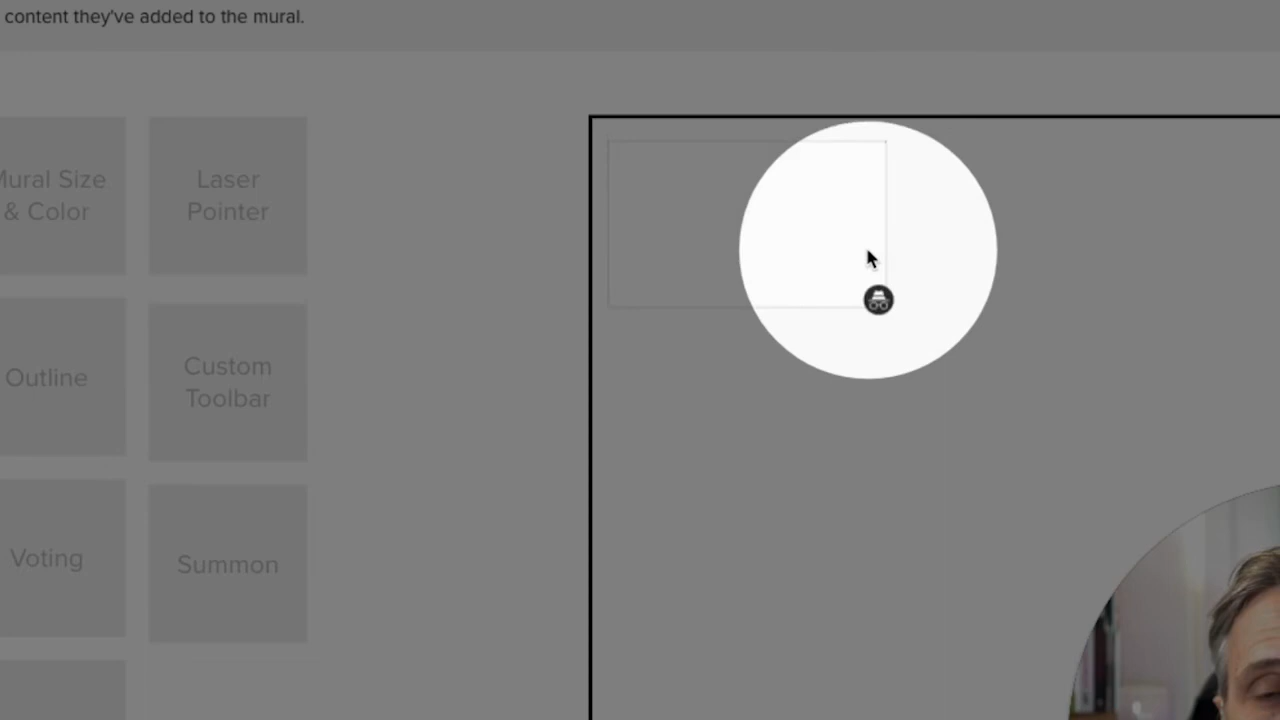 content they've added to the mural.
Mural Size
& Color
Laser
Pointer
Outline
Custom
Toolbar
Voting
Summon